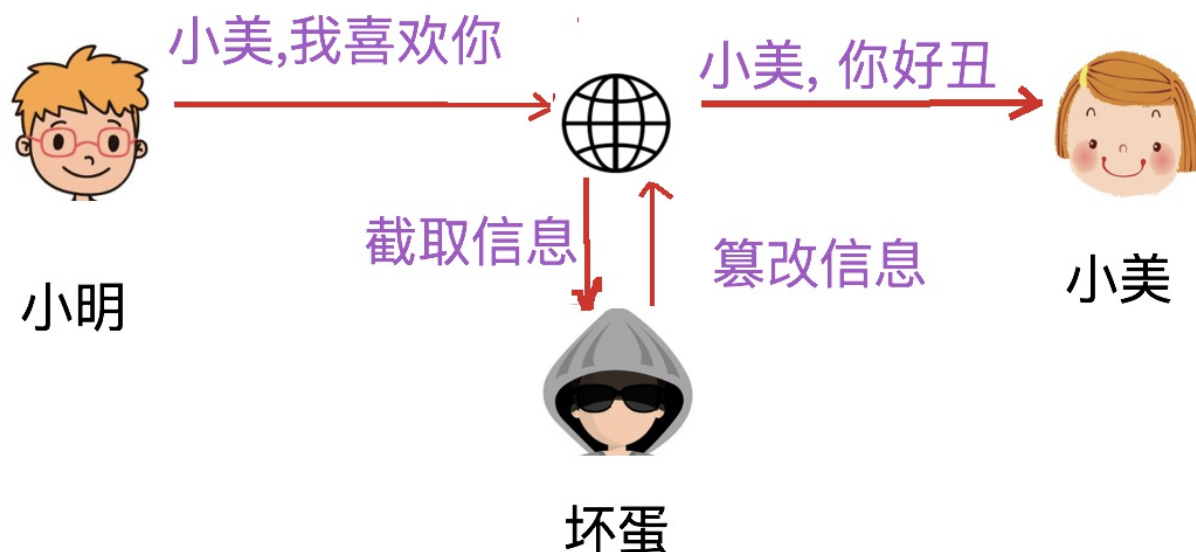 小美,我喜欢你
小美, 你好丑
截取信息
篡改信息
小明
小美
坏蛋